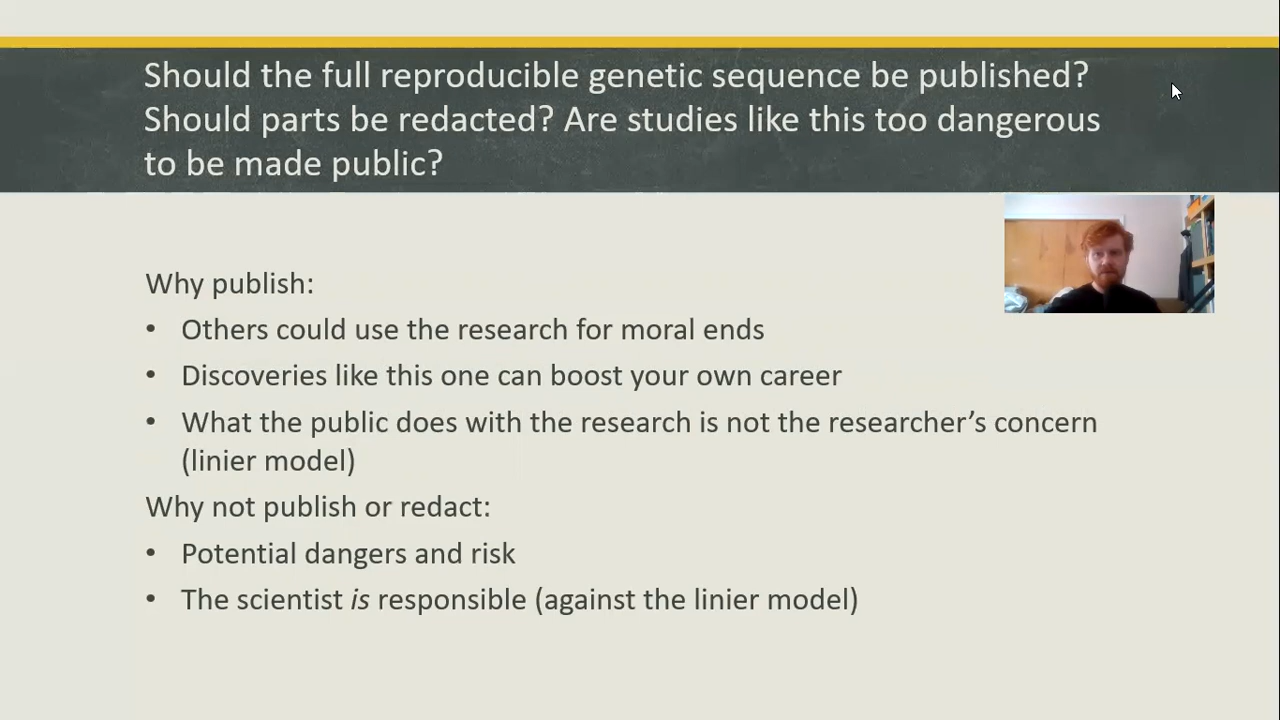 Should the full reproducible genetic sequence be published?
Should parts be redacted? Are studies like this too dangerous
to be made public?
Why publish:
• Others could use the research for moral ends
• Discoveries like this one can boost your own career
• What the public does with the research is not the researcher’s concern
(linier model)
Why not publish or redact:
• Potential dangers and risk
• The scientist is responsible (against the linier model)